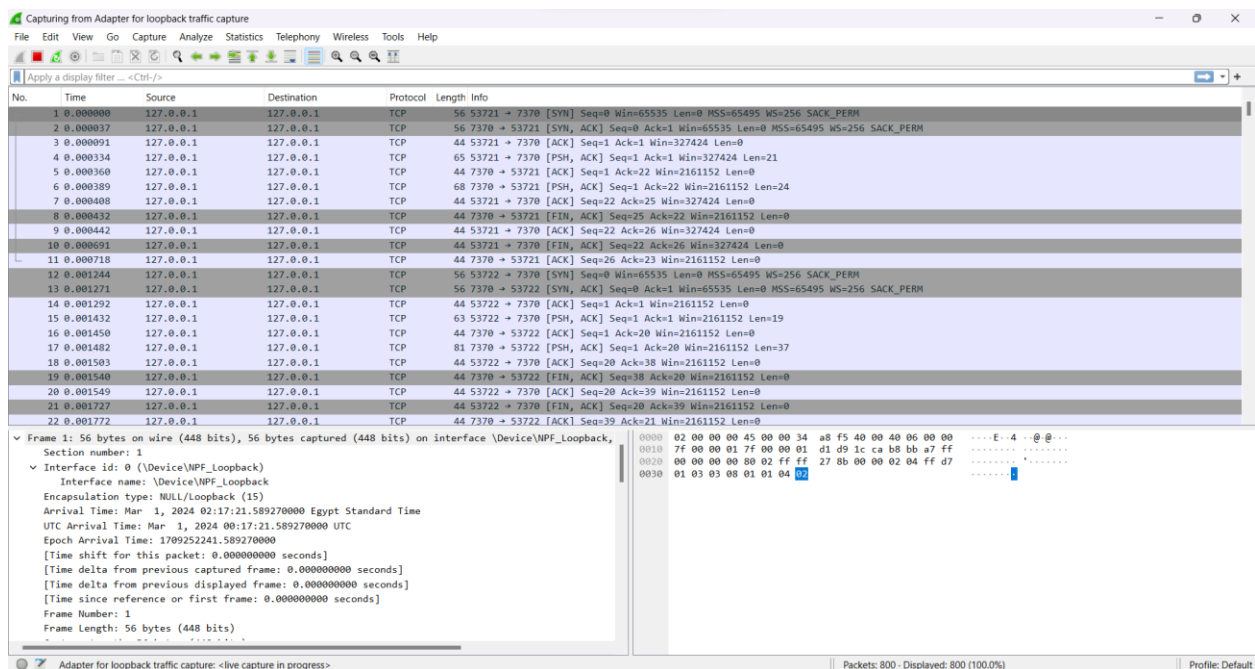 Capturing from Adapter for loopback traffic capture
File Edit View Go Capture Analyze Statistics Telephony Wireless Tools Help
Apply a display filter ... <Ctrl-/>
No. Time Source Destination Protocol Length Info
1 0.000000 127.0.0.1 127.0.0.1 TCP 56 53721 → 7370 [SYN] Seq=0 Win=65535 Len=0 MSS=65495 WS=256 SACK_PERM
2 0.000037 127.0.0.1 127.0.0.1 TCP 56 7370 → 53721 [SYN, ACK] Seq=0 Ack=1 Win=65535 Len=0 MSS=65495 WS=256 SACK_PERM
3 0.000091 127.0.0.1 127.0.0.1 TCP 44 53721 → 7370 [ACK] Seq=1 Ack=1 Win=327424 Len=0
4 0.000334 127.0.0.1 127.0.0.1 TCP 65 53721 → 7370 [PSH, ACK] Seq=1 Ack=1 Win=327424 Len=21
5 0.000360 127.0.0.1 127.0.0.1 TCP 44 7370 → 53721 [ACK] Seq=1 Ack=22 Win=2161152 Len=0
6 0.000389 127.0.0.1 127.0.0.1 TCP 68 7370 → 53721 [PSH, ACK] Seq=1 Ack=22 Win=2161152 Len=24
7 0.000408 127.0.0.1 127.0.0.1 TCP 44 53721 → 7370 [ACK] Seq=22 Ack=25 Win=327424 Len=0
8 0.000432 127.0.0.1 127.0.0.1 TCP 44 7370 → 53721 [FIN, ACK] Seq=25 Ack=22 Win=2161152 Len=0
9 0.000442 127.0.0.1 127.0.0.1 TCP 44 53721 → 7370 [ACK] Seq=22 Ack=26 Win=327424 Len=0
10 0.000691 127.0.0.1 127.0.0.1 TCP 44 53721 → 7370 [FIN, ACK] Seq=22 Ack=26 Win=327424 Len=0
11 0.000718 127.0.0.1 127.0.0.1 TCP 44 7370 → 53721 [ACK] Seq=26 Ack=23 Win=2161152 Len=0
12 0.001244 127.0.0.1 127.0.0.1 TCP 56 53722 → 7370 [SYN] Seq=0 Win=65535 Len=0 MSS=65495 WS=256 SACK_PERM
13 0.001271 127.0.0.1 127.0.0.1 TCP 56 7370 → 53722 [SYN, ACK] Seq=0 Ack=1 Win=65535 Len=0 MSS=65495 WS=256 SACK_PERM
14 0.001292 127.0.0.1 127.0.0.1 TCP 44 53722 → 7370 [ACK] Seq=1 Ack=1 Win=2161152 Len=0
15 0.001432 127.0.0.1 127.0.0.1 TCP 63 53722 → 7370 [PSH, ACK] Seq=1 Ack=1 Win=2161152 Len=19
16 0.001450 127.0.0.1 127.0.0.1 TCP 44 7370 → 53722 [ACK] Seq=1 Ack=20 Win=2161152 Len=0
17 0.001482 127.0.0.1 127.0.0.1 TCP 81 7370 → 53722 [PSH, ACK] Seq=1 Ack=20 Win=2161152 Len=37
18 0.001503 127.0.0.1 127.0.0.1 TCP 44 53722 → 7370 [ACK] Seq=20 Ack=38 Win=2161152 Len=0
19 0.001540 127.0.0.1 127.0.0.1 TCP 44 7370 → 53722 [FIN, ACK] Seq=38 Ack=20 Win=2161152 Len=0
20 0.001549 127.0.0.1 127.0.0.1 TCP 44 53722 → 7370 [ACK] Seq=20 Ack=39 Win=2161152 Len=0
21 0.001727 127.0.0.1 127.0.0.1 TCP 44 53722 → 7370 [FIN, ACK] Seq=20 Ack=39 Win=2161152 Len=0
22 0.001772 127.0.0.1 127.0.0.1 TCP 44 7370 → 53722 [ACK] Seq=39 Ack=21 Win=2161152 Len=0
Frame 1: 56 bytes on wire (448 bits), 56 bytes captured (448 bits) on interface \Device\NPF_Loopback,
Section number: 1
Interface id: 0 (\Device\NPF_Loopback)
Interface name: \Device\NPF_Loopback
Encapsulation type: NULL/Loopback (15)
Arrival Time: Mar 1, 2024 02:17:21.589270000 Egypt Standard Time
UTC Arrival Time: Mar 1, 2024 00:17:21.589270000 UTC
Epoch Arrival Time: 1709252241.589270000
[Time shift for this packet: 0.000000000 seconds]
[Time delta from previous captured frame: 0.000000000 seconds]
[Time delta from previous displayed frame: 0.000000000 seconds]
[Time since reference or first frame: 0.000000000 seconds]
Frame Number: 1
Frame Length: 56 bytes (448 bits)
0000 02 00 00 00 45 00 00 34 a8 f5 40 00 40 06 00 00 ····E··4 ··@·@···
0010 7f 00 00 01 7f 00 00 01 d1 d9 1c ca b8 bb a7 ff ········ ········
0020 00 00 00 00 80 02 ff ff 27 8b 00 00 02 04 ff d7 ········ '·······
0030 01 03 03 08 01 01 04 02 ········
Adapter for loopback traffic capture: <live capture in progress>
Packets: 800 · Displayed: 800 (100.0%)
Profile: Default